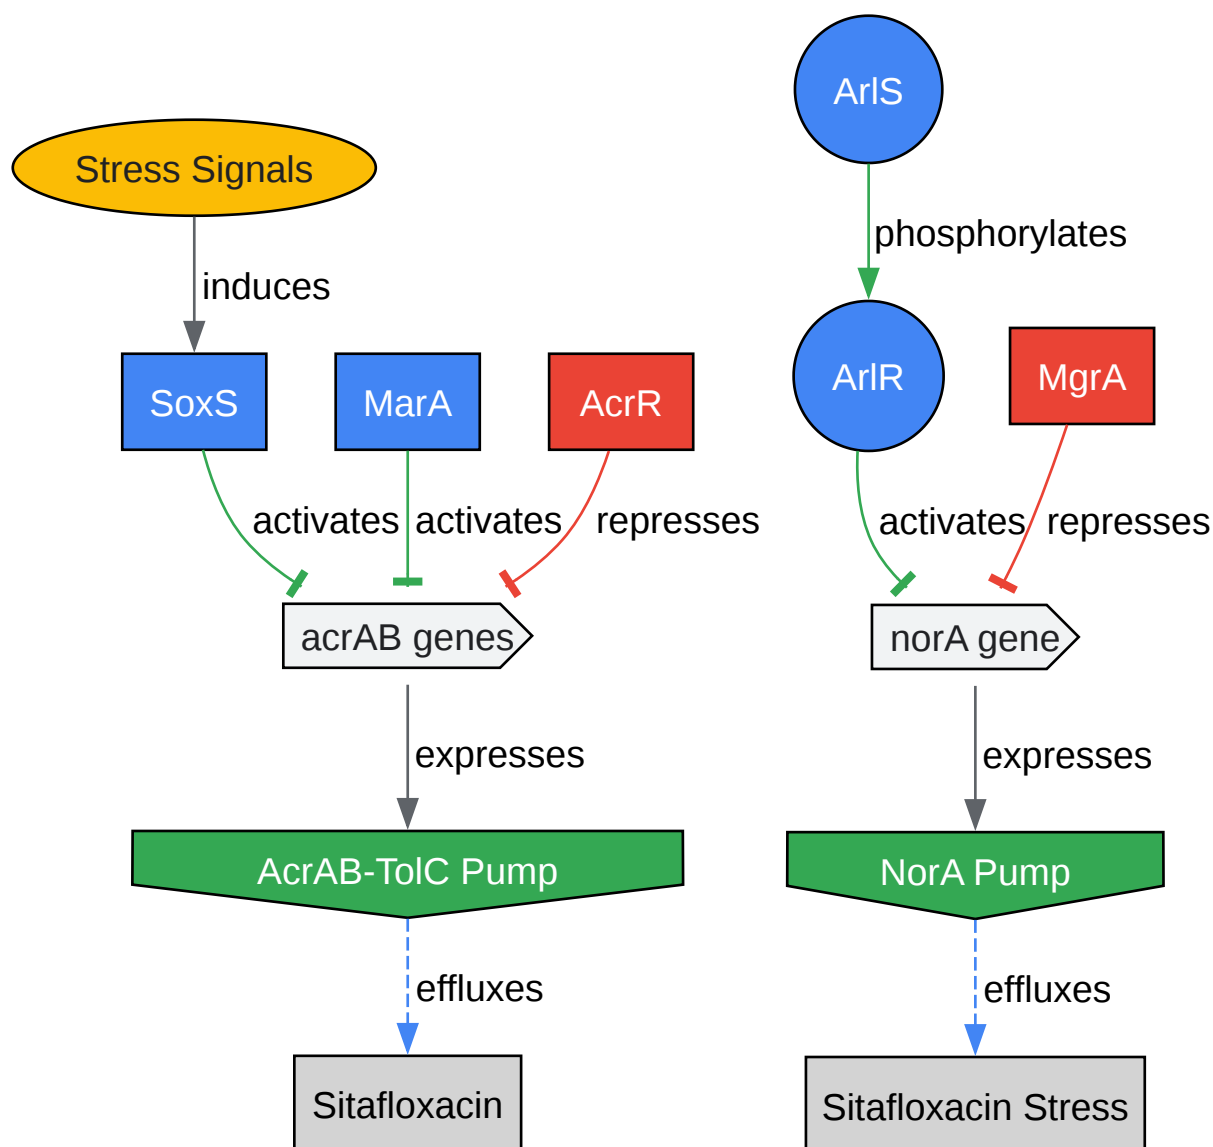 ArlS
Stress Signals
phosphorylates
induces
SoxS
MarA
AcrR
ArlR
MgrA
activates
activates
represses
activates
represses
acrAB genes
norA gene
expresses
expresses
AcrAB-TolC Pump
NorA Pump
effluxes
effluxes
Sitafloxacin
Sitafloxacin Stress